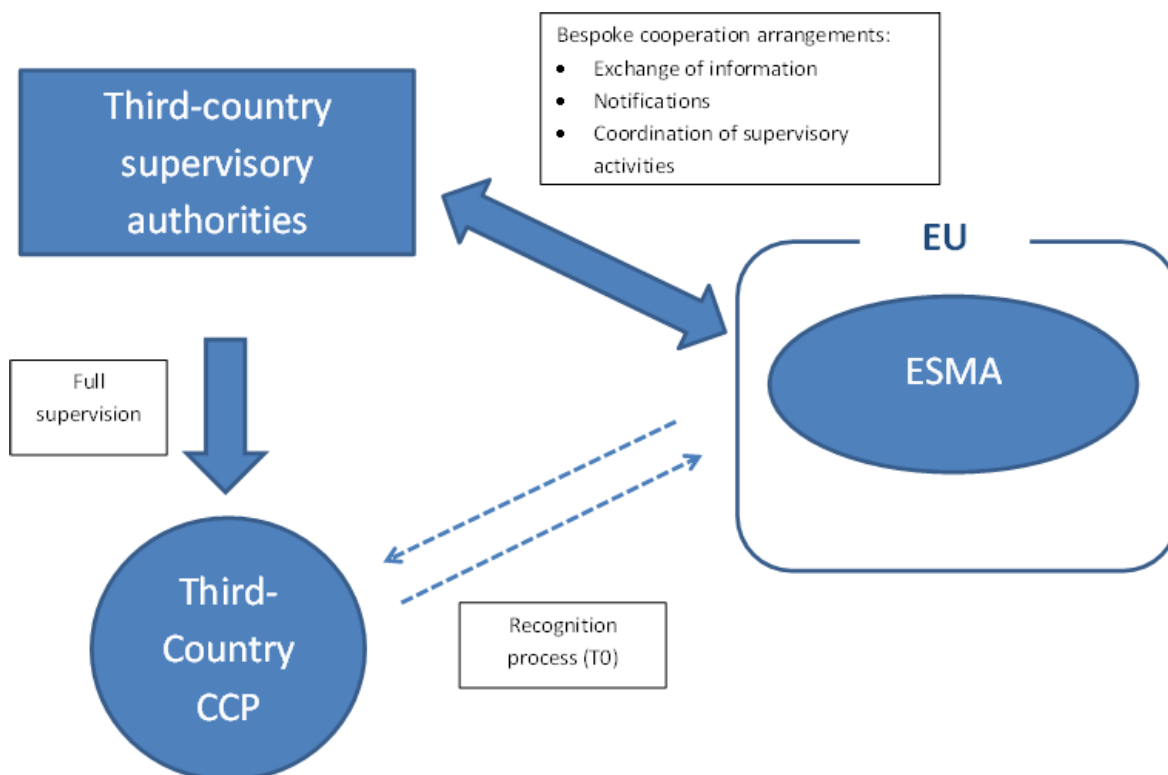 Bespoke cooperation arrangements:
• Exchange of information
• Notifications
• Coordination of supervisory
activities
Third-country
supervisory
authorities
EU
ESMA
Full
supervision
Third-
Country
CCP
Recognition
process (T0)